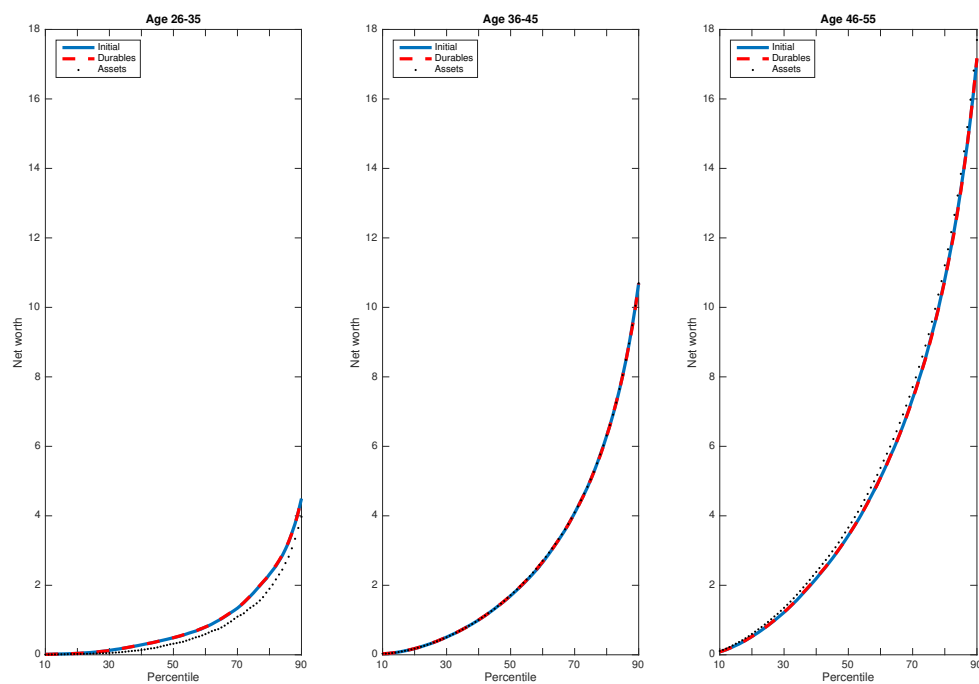 Age 26-35
Initial
Durables
Assets
Net worth
18
16
14
12
10
8
6
4
2
0
10 30 50 70 90
Percentile
Age 36-45
Initial
Durables
Assets
Net worth
18
16
14
12
10
8
6
4
2
0
10 30 50 70 90
Percentile
Age 46-55
Initial
Durables
Assets
Net worth
18
16
14
12
10
8
6
4
2
0
10 30 50 70 90
Percentile